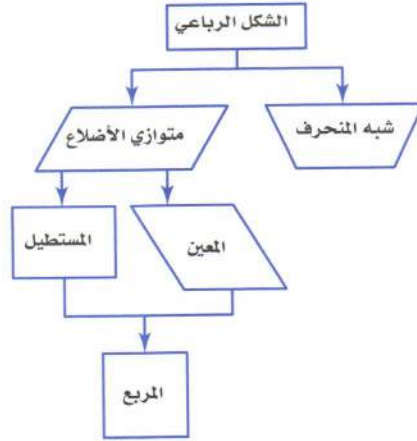 الشكل الرباعي
شبه المنحرف
متوازي الأضلاع
المعين
المستطيل
المربع